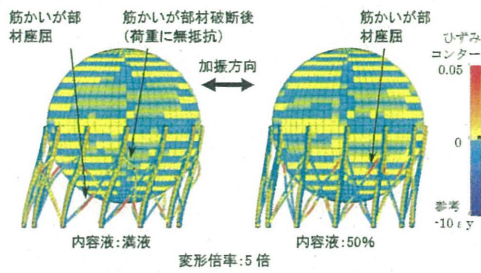 筋かいが部
材座屈
筋かいが部材破断後
(荷重に無抵抗)
筋かいが部
材座屈
加振方向
ひずみ
コンター
0.05
0
参考
-10εy
内容液:満液
内容液:50%
変形倍率:5倍